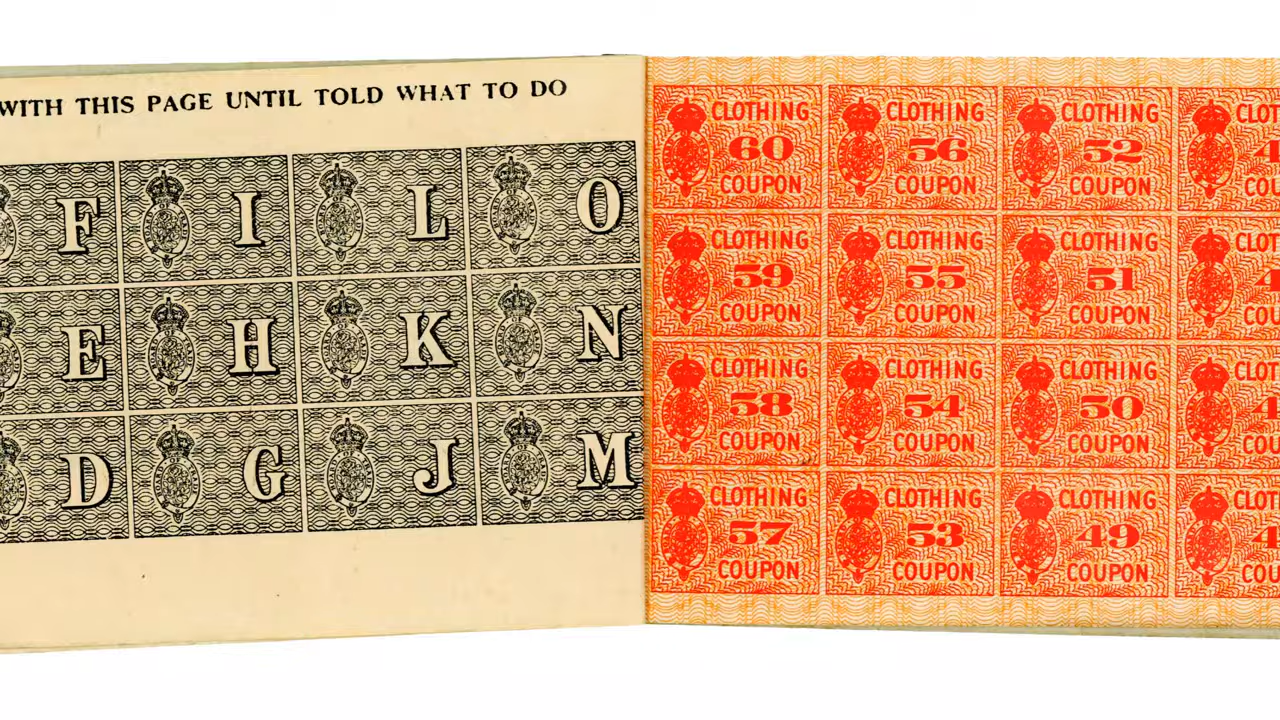 WITH THIS PAGE UNTIL TOLD WHAT TO DO
F I L O
E H K N
D G J M
CLOTHING 60 COUPON
CLOTHING 56 COUPON
CLOTHING 52 COUPON
CLOTHING 59 COUPON
CLOTHING 55 COUPON
CLOTHING 51 COUPON
CLOTHING 58 COUPON
CLOTHING 54 COUPON
CLOTHING 50 COUPON
CLOTHING 57 COUPON
CLOTHING 53 COUPON
CLOTHING 49 COUPON